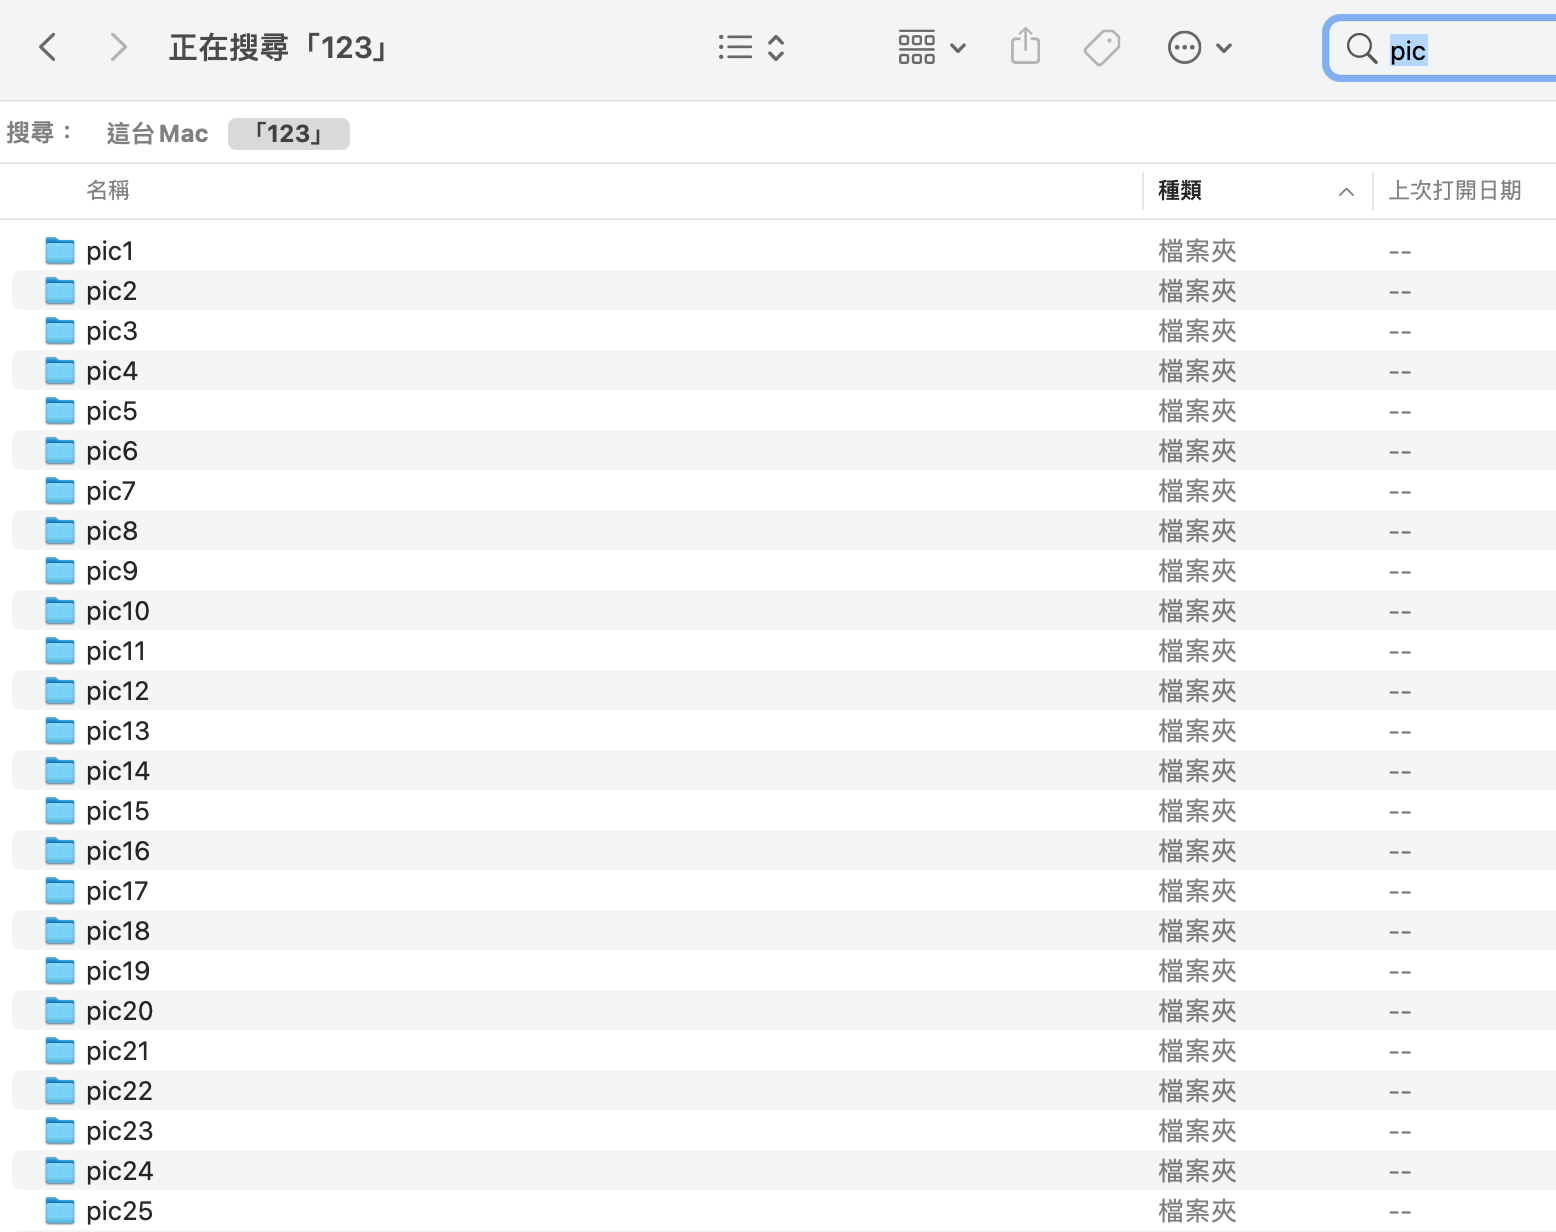 正在搜尋「123」
pic
搜尋： 這台 Mac 「123」
名稱 種類 上次打開日期
pic1 檔案夾 --
pic2 檔案夾 --
pic3 檔案夾 --
pic4 檔案夾 --
pic5 檔案夾 --
pic6 檔案夾 --
pic7 檔案夾 --
pic8 檔案夾 --
pic9 檔案夾 --
pic10 檔案夾 --
pic11 檔案夾 --
pic12 檔案夾 --
pic13 檔案夾 --
pic14 檔案夾 --
pic15 檔案夾 --
pic16 檔案夾 --
pic17 檔案夾 --
pic18 檔案夾 --
pic19 檔案夾 --
pic20 檔案夾 --
pic21 檔案夾 --
pic22 檔案夾 --
pic23 檔案夾 --
pic24 檔案夾 --
pic25 檔案夾 --